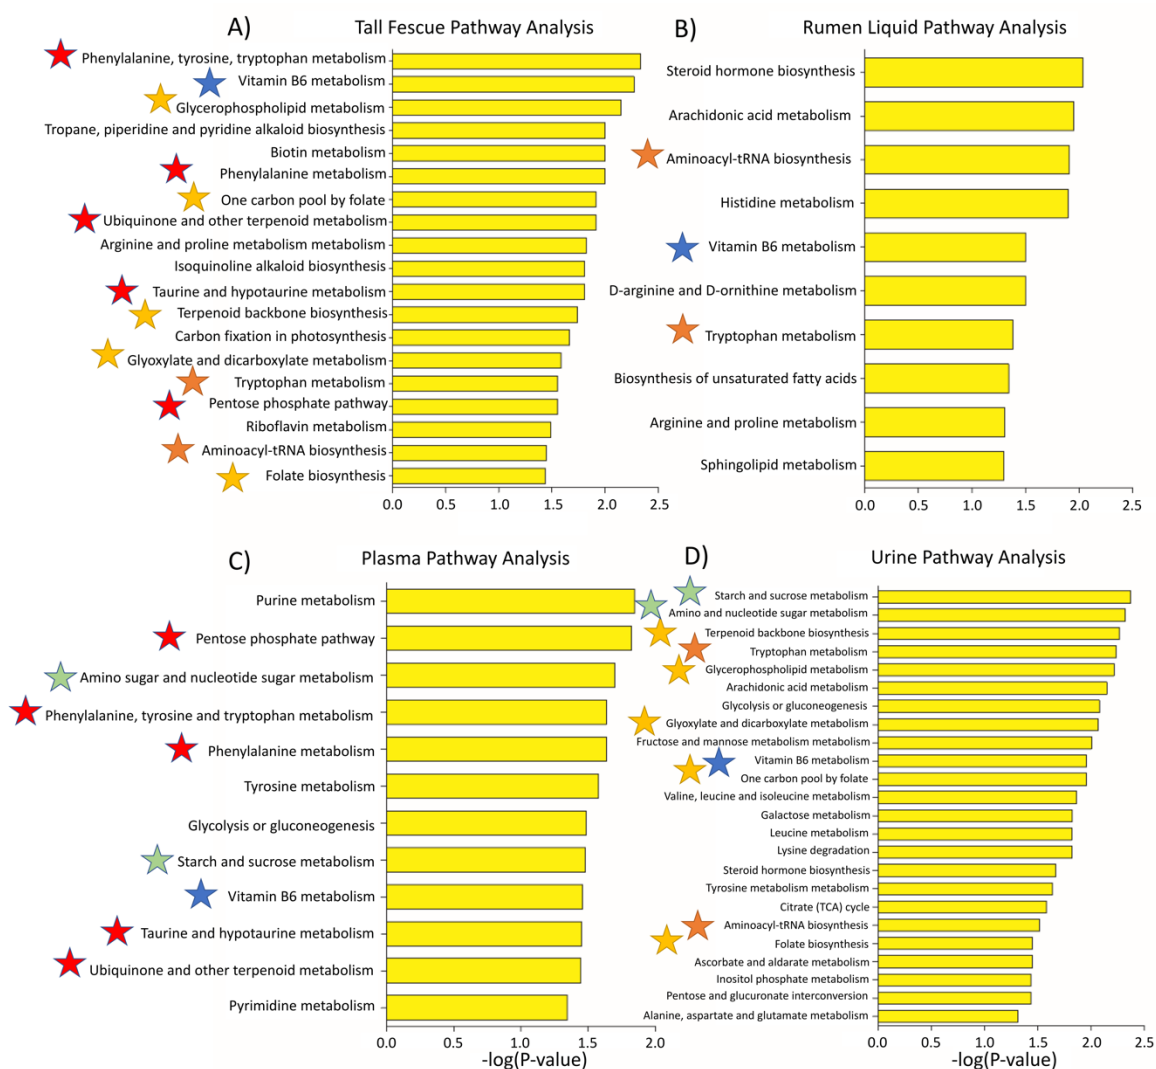 A)
Tall Fescue Pathway Analysis
Phenylalanine, tyrosine, tryptophan metabolism
Vitamin B6 metabolism
Glycerophospholipid metabolism
Tropane, piperidine and pyridine alkaloid biosynthesis
Biotin metabolism
Phenylalanine metabolism
One carbon pool by folate
Ubiquinone and other terpenoid metabolism
Arginine and proline metabolism metabolism
Isoquinoline alkaloid biosynthesis
Taurine and hypotaurine metabolism
Terpenoid backbone biosynthesis
Carbon fixation in photosynthesis
Glyoxylate and dicarboxylate metabolism
Tryptophan metabolism
Pentose phosphate pathway
Riboflavin metabolism
Aminoacyl-tRNA biosynthesis
Folate biosynthesis
0.0 0.5 1.0 1.5 2.0 2.5
B)
Rumen Liquid Pathway Analysis
Steroid hormone biosynthesis
Arachidonic acid metabolism
Aminoacyl-tRNA biosynthesis
Histidine metabolism
Vitamin B6 metabolism
D-arginine and D-ornithine metabolism
Tryptophan metabolism
Biosynthesis of unsaturated fatty acids
Arginine and proline metabolism
Sphingolipid metabolism
0.0 0.5 1.0 1.5 2.0 2.5
C)
Plasma Pathway Analysis
Purine metabolism
Pentose phosphate pathway
Amino sugar and nucleotide sugar metabolism
Phenylalanine, tyrosine and tryptophan metabolism
Phenylalanine metabolism
Tyrosine metabolism
Glycolysis or gluconeogenesis
Starch and sucrose metabolism
Vitamin B6 metabolism
Taurine and hypotaurine metabolism
Ubiquinone and other terpenoid metabolism
Pyrimidine metabolism
0.0 0.5 1.0 1.5 2.0
-log(P-value)
D)
Urine Pathway Analysis
Starch and sucrose metabolism
Amino and nucleotide sugar metabolism
Terpenoid backbone biosynthesis
Tryptophan metabolism
Glycerophospholipid metabolism
Arachidonic acid metabolism
Glycolysis or gluconeogenesis
Glyoxylate and dicarboxylate metabolism
Fructose and mannose metabolism metabolism
Vitamin B6 metabolism
One carbon pool by folate
Valine, leucine and isoleucine metabolism
Galactose metabolism
Leucine metabolism
Lysine degradation
Steroid hormone biosynthesis
Tyrosine metabolism metabolism
Citrate (TCA) cycle
Aminoacyl-tRNA biosynthesis
Folate biosynthesis
Ascorbate and aldarate metabolism
Inositol phosphate metabolism
Pentose and glucuronate interconversion
Alanine, aspartate and glutamate metabolism
0.0 0.5 1.0 1.5 2.0 2.5
-log(P-value)